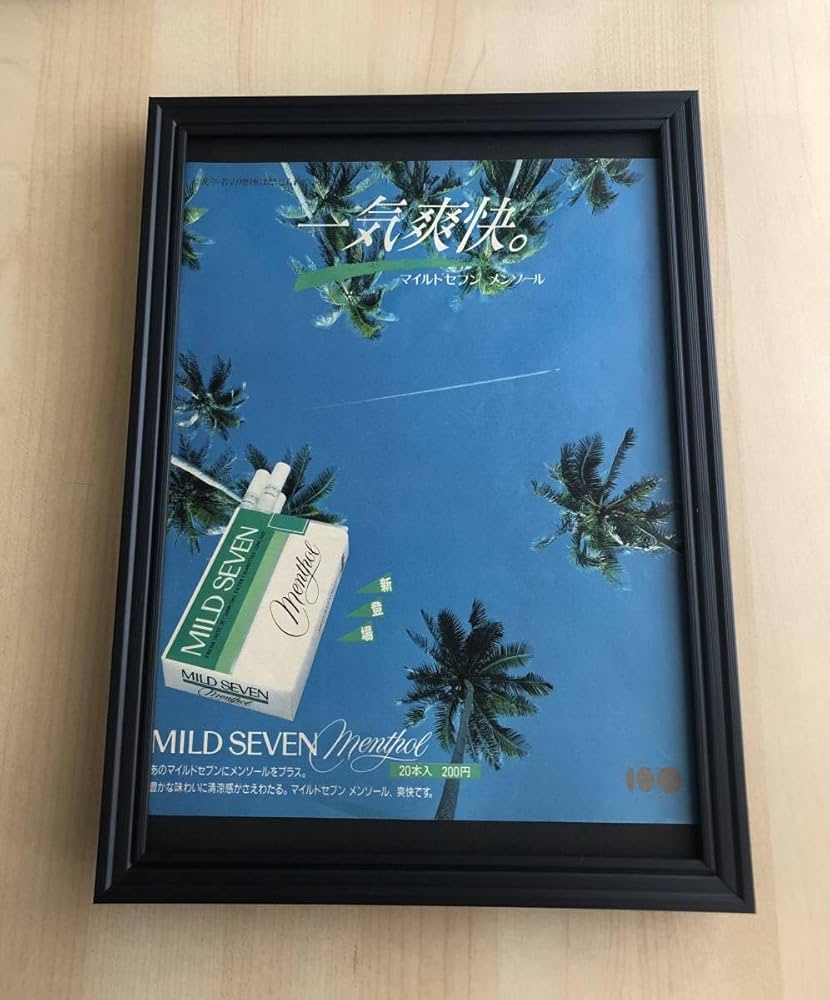 一気爽快。
マイルドセブン メンソール
MILD SEVEN
Menthol
MILD SEVEN
Menthol
新登場
MILD SEVEN Menthol
あのマイルドセブンにメンソールをプラス。
20本入 200円
豊かな味わいに清涼感がさえわたる。マイルドセブン メンソール、爽快です。